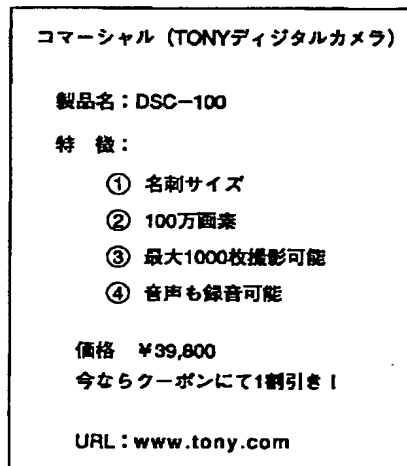 コマーシャル（TONYディジタルカメラ）
製品名：DSC－100
特　徴：
① 名刺サイズ
② 100万画素
③ 最大1000枚撮影可能
④ 音声も録音可能
価格　￥39,800
今ならクーポンにて1割引き！
URL：www.tony.com